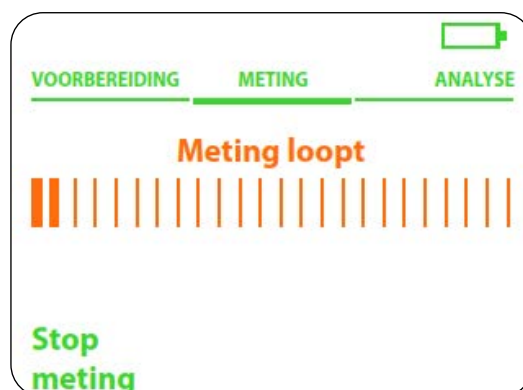 VOORBEREIDING METING ANALYSE
Meting loopt
Stop
meting